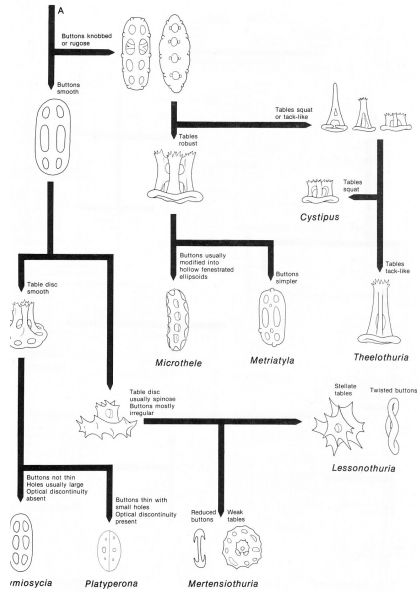 A
Buttons knobbed
or rugose
Buttons
smooth
Tables squat
or tack-like
Tables
robust
Tables
squat
Cystipus
Buttons usually
modified into
hollow fenestrated
ellipsoids
Buttons
simpler
Tables
tack-like
Table disc
smooth
Microthele
Metriatyla
Theelothuria
Table disc
usually spinose
Buttons mostly
irregular
Stellate
tables
Twisted buttons
Lessonothuria
Buttons not thin
Holes usually large
Optical discontinuity
absent
Buttons thin with
small holes
Optical discontinuity
present
Reduced
buttons
Weak
tables
ymiosycia
Platyperona
Mertensiothuria